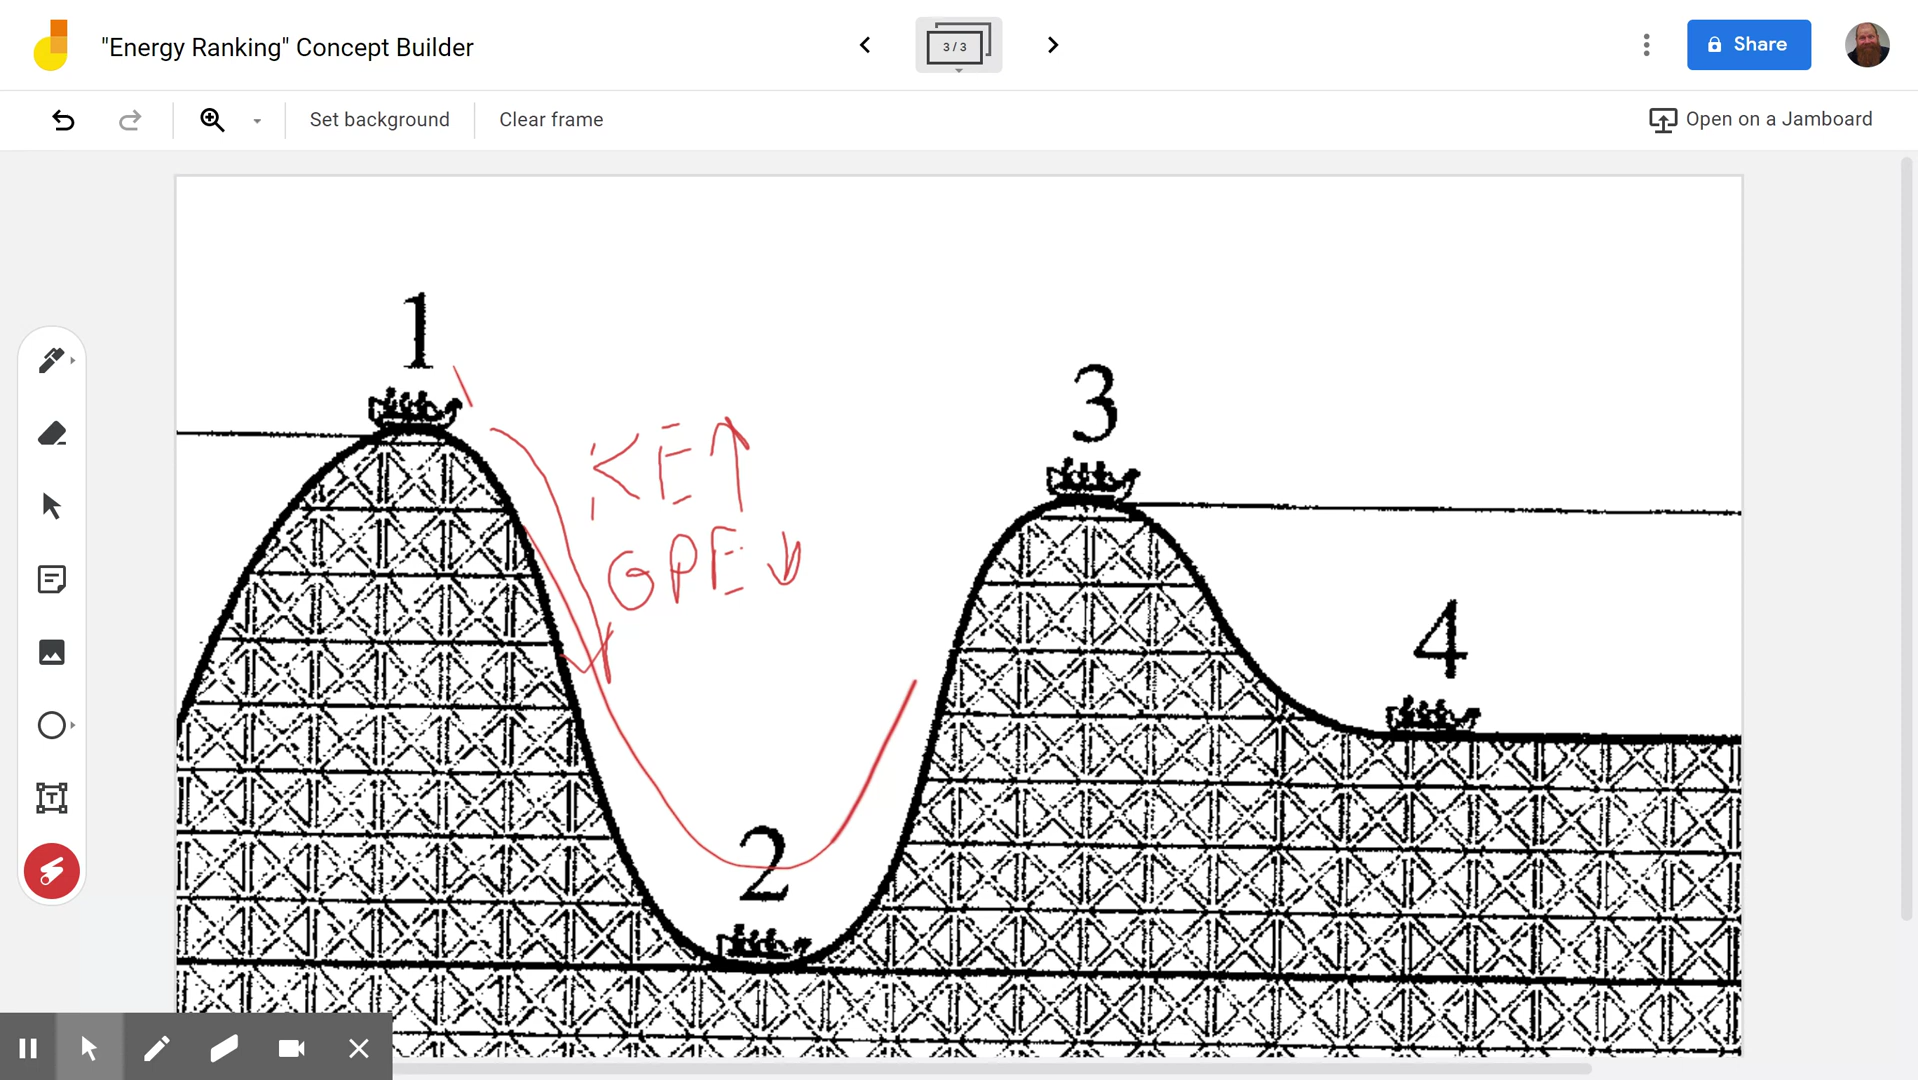 "Energy Ranking" Concept Builder
3 / 3
Share
Set background
Clear frame
Open on a Jamboard
1
KE↑
GPE↓
3
4
2
T